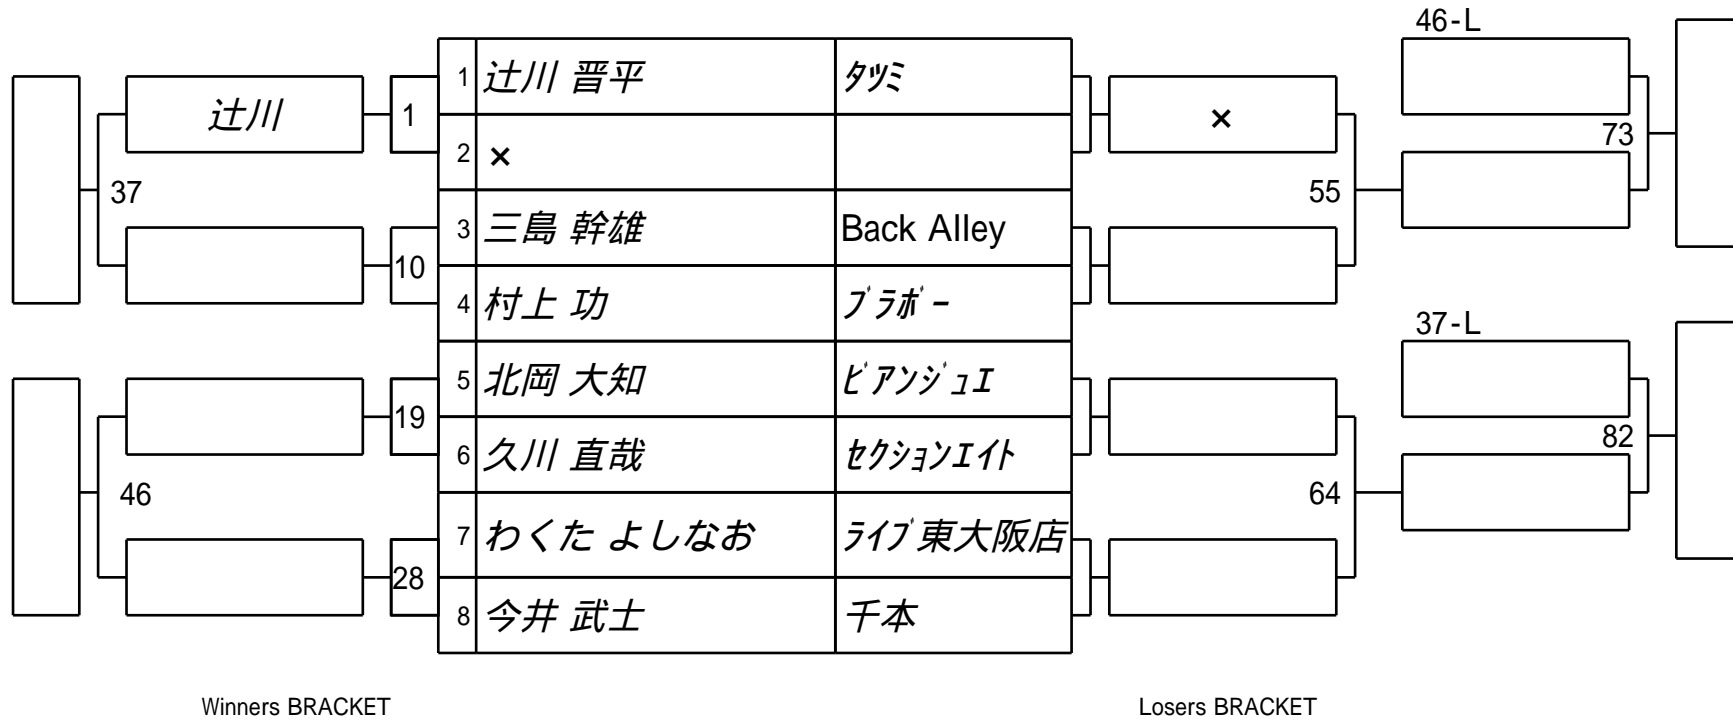 46-L
1 辻川 晋平 ﾀﾂﾐ
辻川 1 × 73
2 ×
37 55
3 三島 幹雄 Back Alley
10
4 村上 功 ﾌﾞﾗﾎﾞｰ
37-L
5 北岡 大知 ﾋﾞｱﾝｼﾞｭｴ
19 82
6 久川 直哉 ｾｸｼｮﾝｴｲﾄ
46 64
7 わくた よしなお ﾗｲﾌﾞ東大阪店
28
8 今井 武士 千本
Winners BRACKET Losers BRACKET